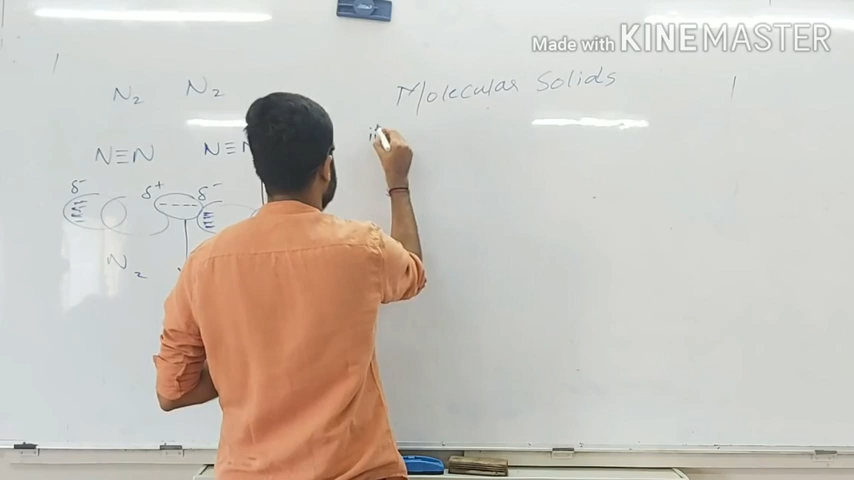 Made with KINEMASTER
N₂ N₂
Molecular Solids
N≡N N≡N
δ⁻ δ⁺ δ⁻
N₂